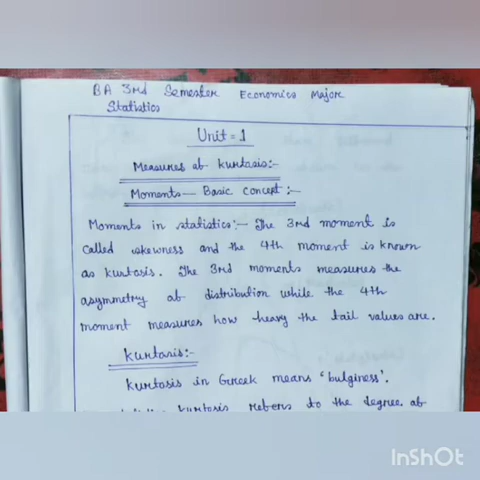 BA 3rd Semester Economics Major
Statistics
Unit = 1
Measures of kurtosis:-
Moments - Basic concept :-
Moments in statistics:- The 3rd moment is
called skewness and the 4th moment is known
as kurtosis. The 3rd moments measures the
asymmetry of distribution while the 4th
moment measures how heavy the tail values are.
Kurtosis:-
Kurtosis in Greek means 'bulginess'.
kurtosis refers to the degree of
InShOt